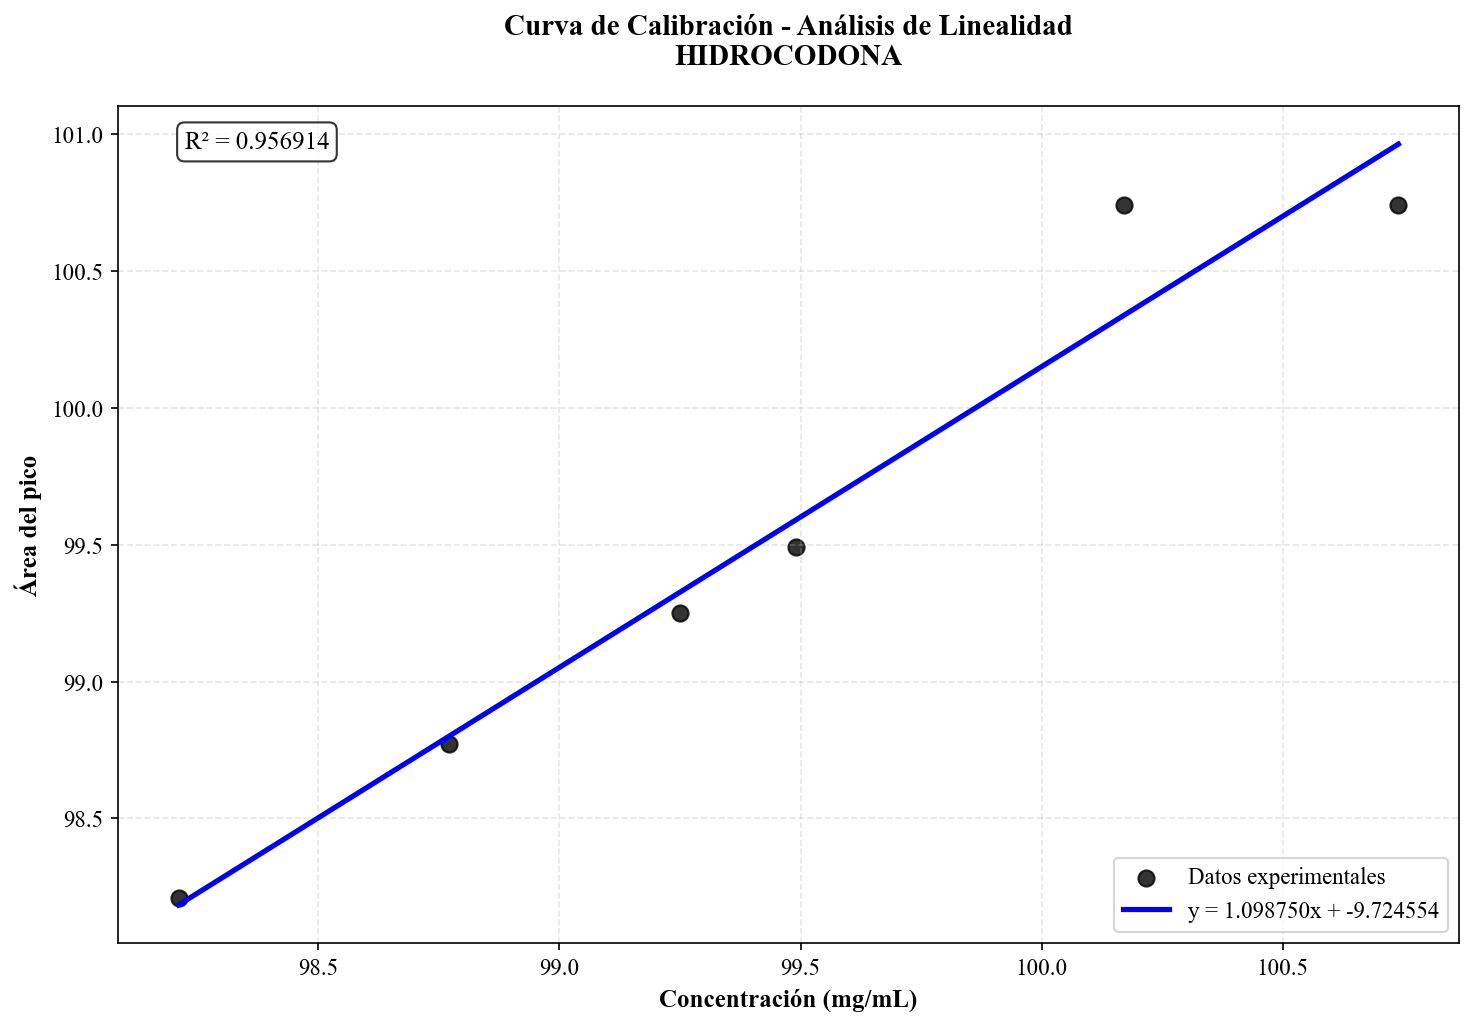 Curva de Calibración - Análisis de Linealidad
HIDROCODONA
R² = 0.956914
101.0
100.5
100.0
99.5
99.0
98.5
Área del pico
98.5
99.0
99.5
100.0
100.5
Concentración (mg/mL)
Datos experimentales
y = 1.098750x + -9.724554